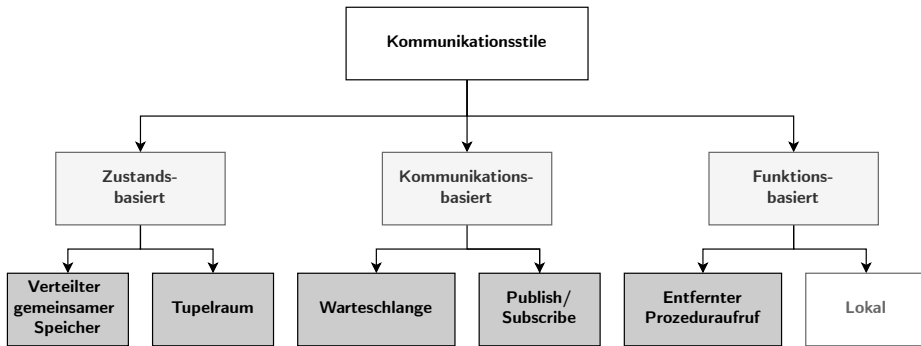 Kommunikationsstile
Zustands-
basiert
Kommunikations-
basiert
Funktions-
basiert
Verteilter
gemeinsamer
Speicher
Tupelraum
Warteschlange
Publish/
Subscribe
Entfernter
Prozeduraufruf
Lokal